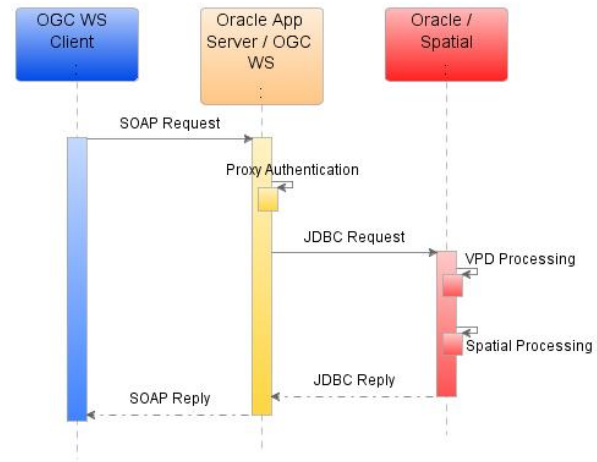 OGC WS
Client
:
Oracle App
Server / OGC
WS
:
Oracle /
Spatial
:
SOAP Request
Proxy Authentication
JDBC Request
VPD Processing
Spatial Processing
JDBC Reply
SOAP Reply